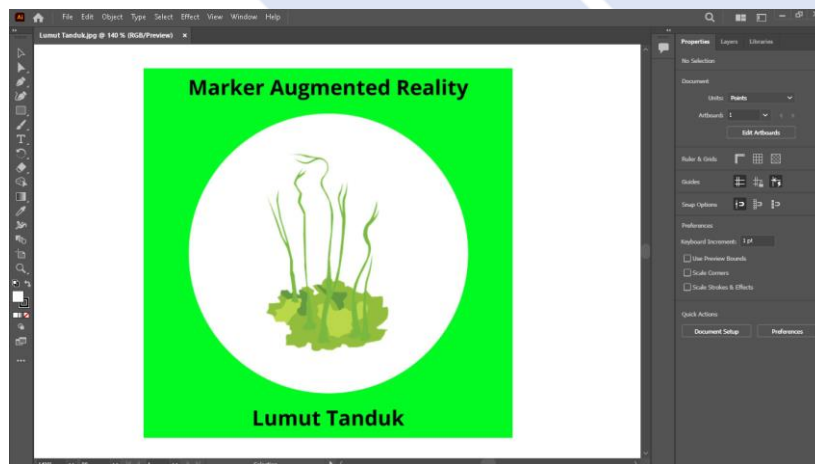 File Edit Object Type Select Effect View Window Help
Lumut Tanduk.jpg @ 140 % (RGB/Preview) ×
Marker Augmented Reality
Lumut Tanduk
Properties Layers Libraries
No Selection
Document
Units: Points
Artboard: 1
Edit Artboards
Ruler & Grids
Guides
Snap Options
Preferences
Keyboard Increment: 1 pt
Use Preview Bounds
Scale Corners
Scale Strokes & Effects
Quick Actions
Document Setup Preferences